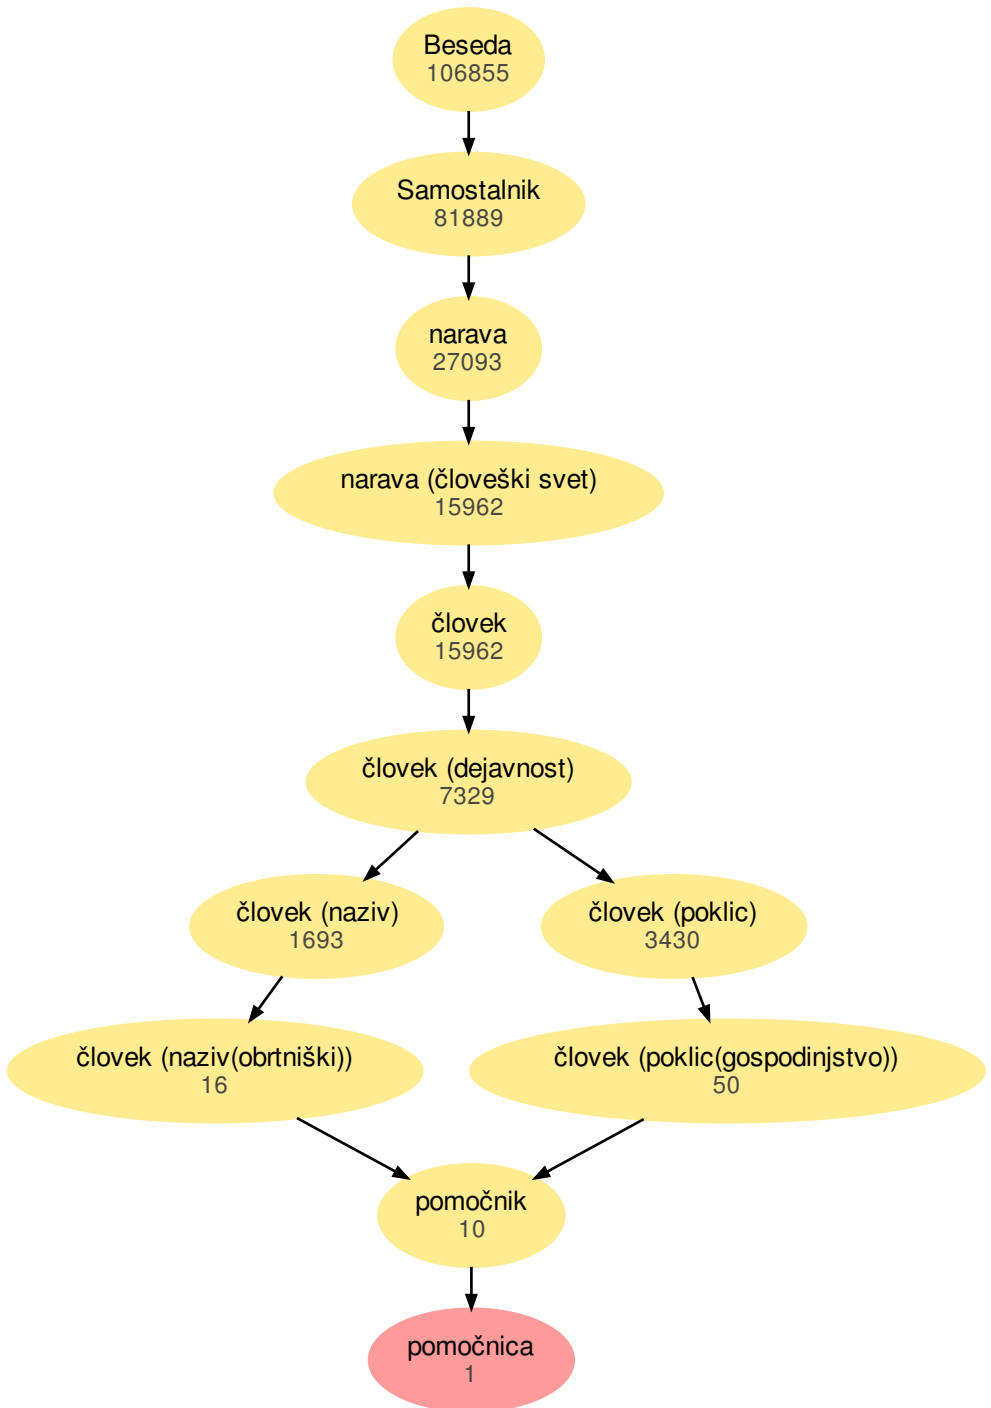 Beseda
106855
Samostalnik
81889
narava
27093
narava (človeški svet)
15962
človek
15962
človek (dejavnost)
7329
človek (naziv)
1693
človek (poklic)
3430
človek (naziv(obrtniški))
16
človek (poklic(gospodinjstvo))
50
pomočnik
10
pomočnica
1